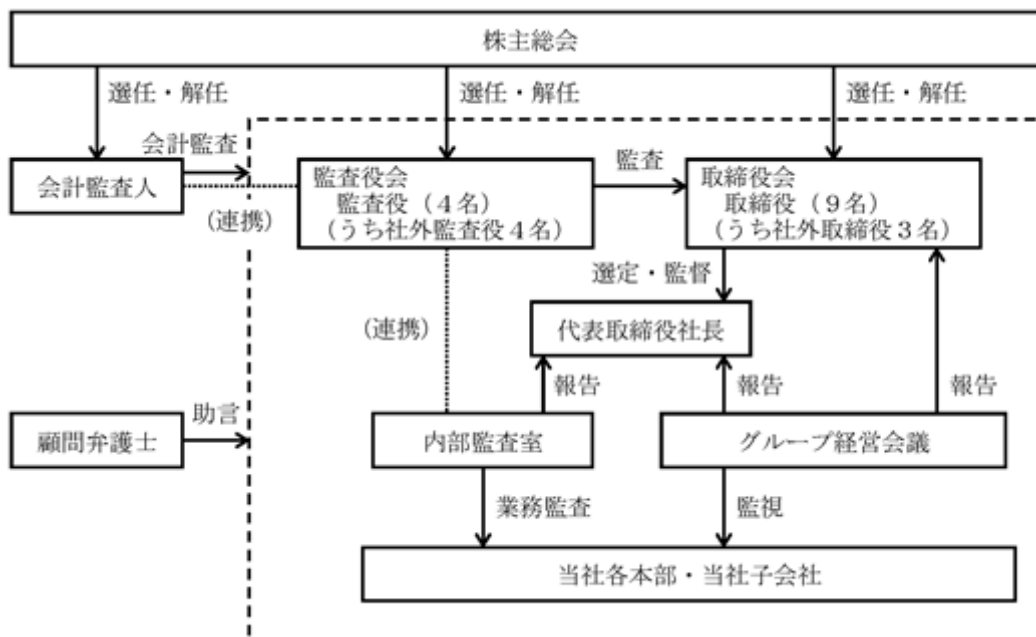 株主総会
選任・解任
選任・解任
選任・解任
会計監査
会計監査人
(連携)
監査役会
監査役（4名）
(うち社外監査役4名)
監査
取締役会
取締役（9名）
(うち社外取締役3名)
選定・監督
(連携)
代表取締役社長
報告
報告
報告
助言
顧問弁護士
内部監査室
グループ経営会議
業務監査
監視
当社各本部・当社子会社